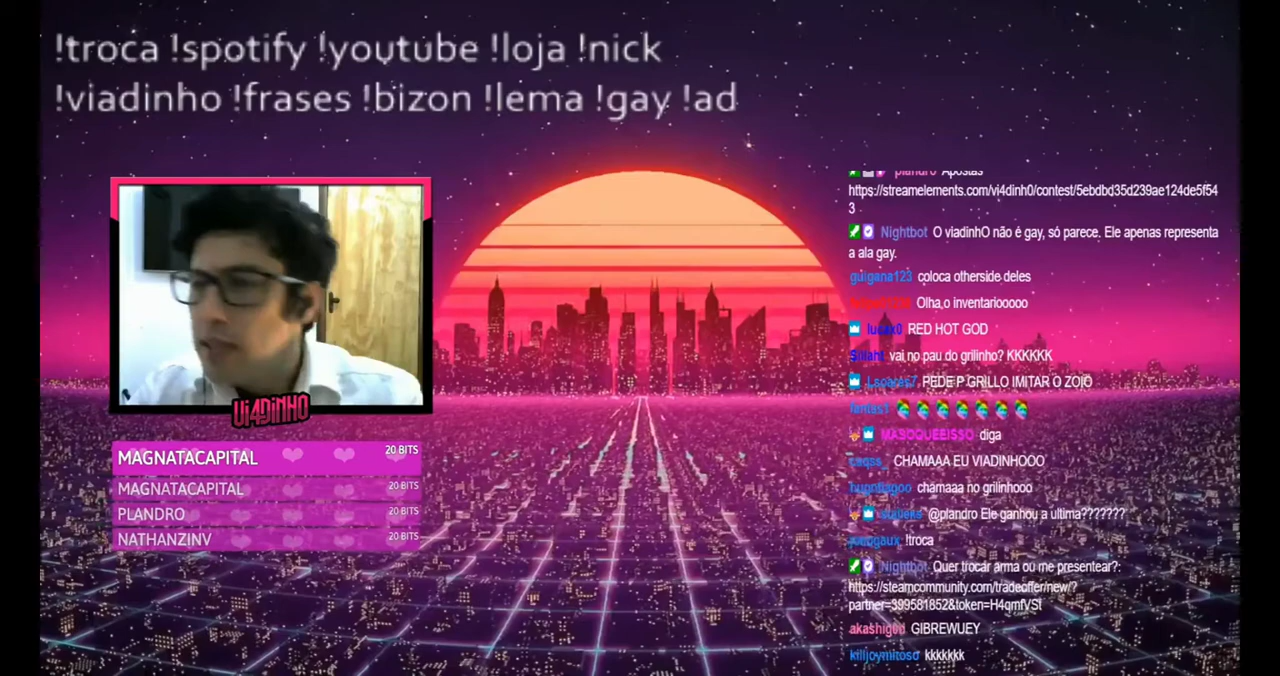 !troca !spotify !youtube !loja !nick
!viadinho !frases !bizon !lema !gay !ad
Vi4DiNHO
MAGNATACAPITAL 20 BITS
MAGNATACAPITAL 20 BITS
PLANDRO 20 BITS
NATHANZINV 20 BITS
plandro Apostas
https://streamelements.com/vi4dinh0/contest/5ebdbd35d239ae124de5f54
3
Nightbot O viadinhO não é gay, só parece. Ele apenas representa
a ala gay.
guigana123 coloca otherside deles
Olha,o inventariooooo
lucax0 RED HOT GOD
vai no pau do grilinho? KKKKKK
Lsoares7 PEDE P GRILLO IMITAR O ZOIO
MASOQUEEISSO diga
CHAMAAA EU VIADINHOOO
chamaaa no grilinhooo
@plandro Ele ganhou a ultima???????
!troca
Nightbot Quer trocar arma ou me presentear?:
https://steamcommunity.com/tradeoffer/new/?
partner=399581852&token=H4qmfVSt
GIBREWUEY
killjoymitoso kkkkkkk